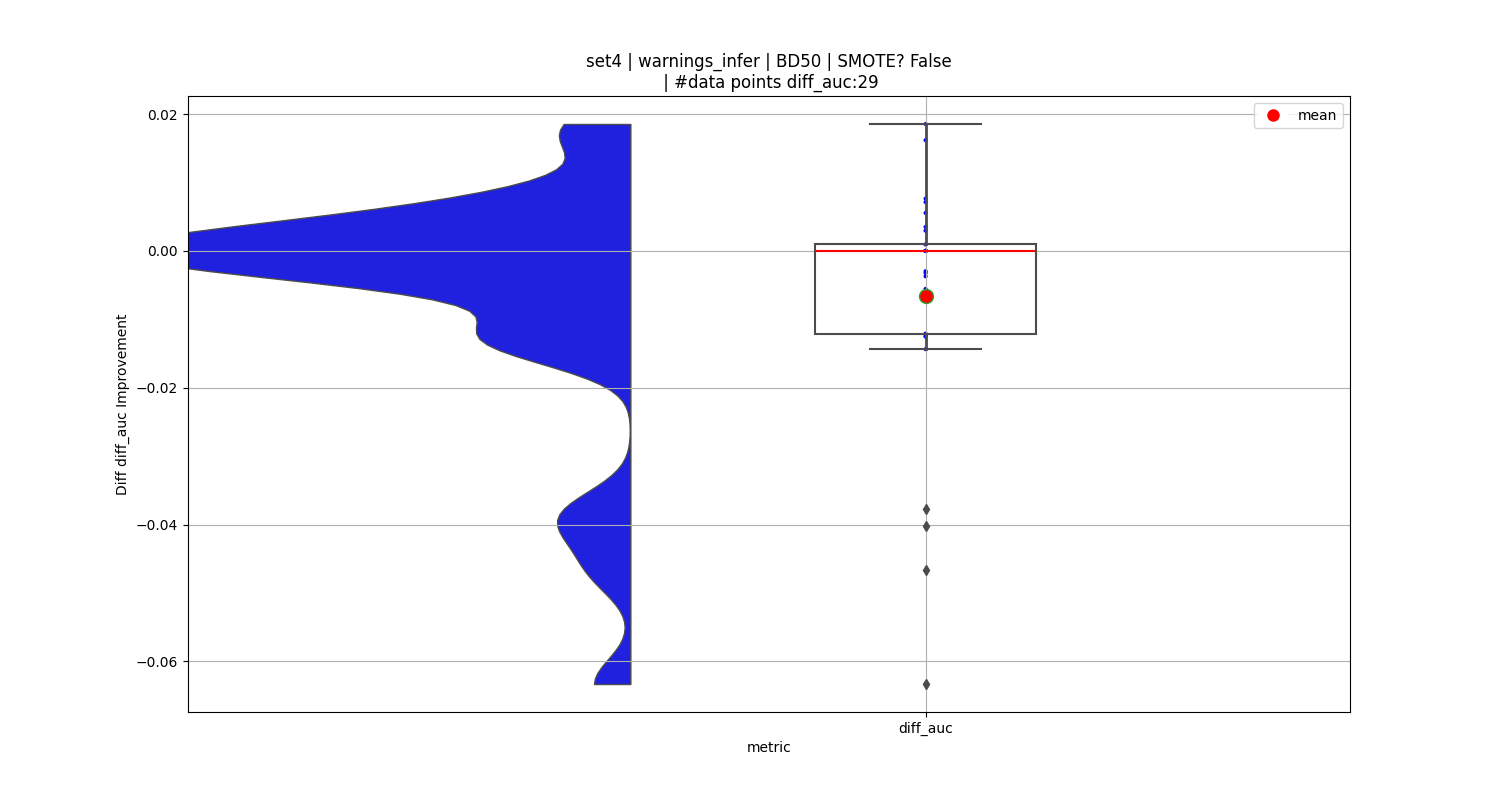 set4 | warnings_infer | BD50 | SMOTE? False
| #data points diff_auc:29
mean
0.02
0.00
−0.02
−0.04
−0.06
Diff diff_auc Improvement
diff_auc
metric